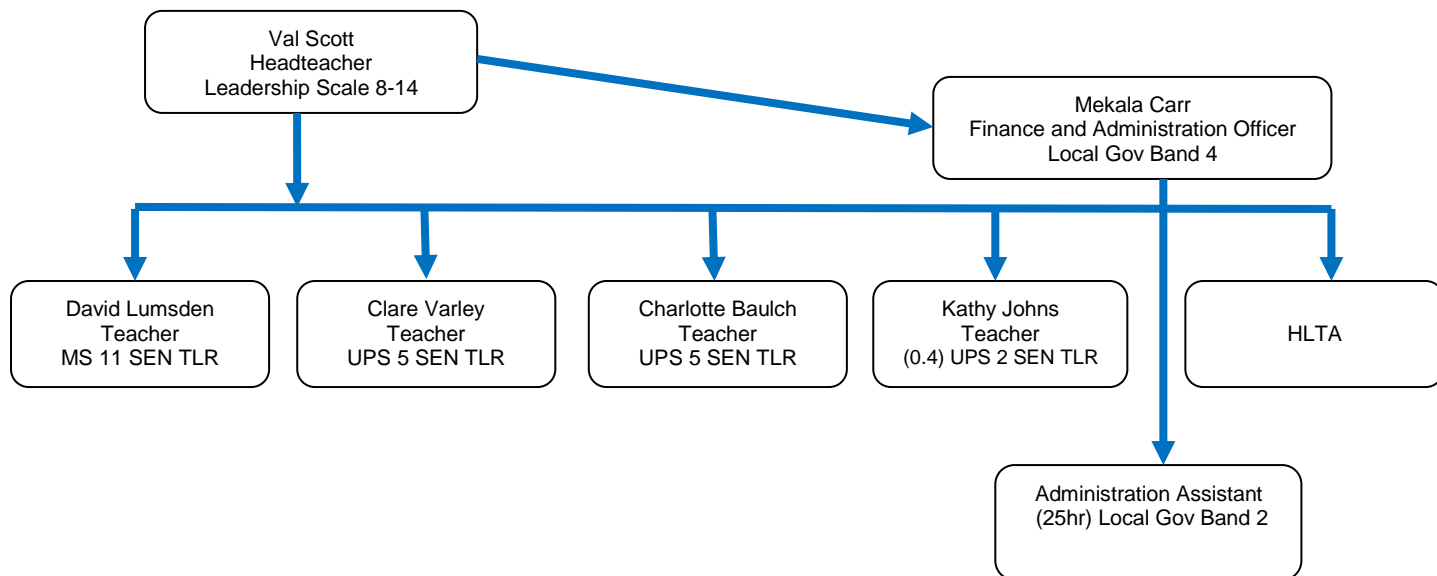 Val Scott
Headteacher
Leadership Scale 8-14
Mekala Carr
Finance and Administration Officer
Local Gov Band 4
David Lumsden
Teacher
MS 11 SEN TLR
Clare Varley
Teacher
UPS 5 SEN TLR
Charlotte Baulch
Teacher
UPS 5 SEN TLR
Kathy Johns
Teacher
(0.4) UPS 2 SEN TLR
HLTA
Administration Assistant
(25hr) Local Gov Band 2